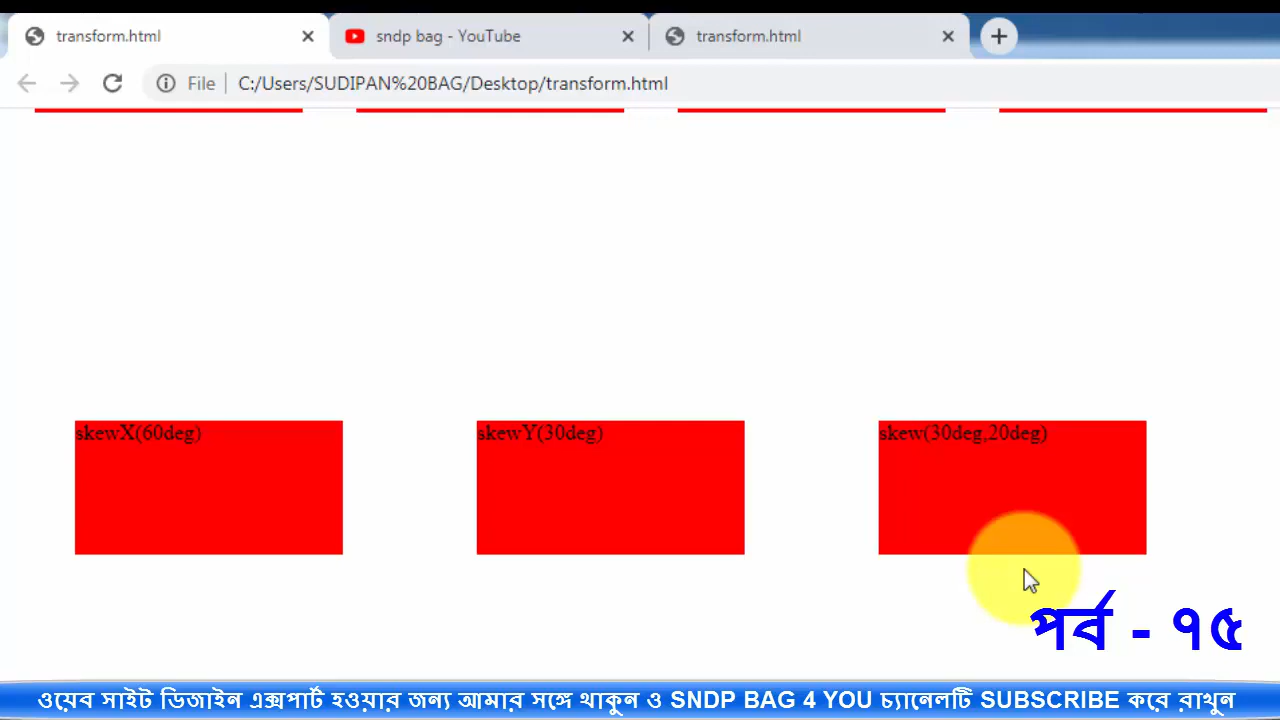 transform.html
sndp bag - YouTube
transform.html
File
C:/Users/SUDIPAN%20BAG/Desktop/transform.html
skewX(60deg)
skewY(30deg)
skew(30deg,20deg)
পর্ব - ১৫
ওয়েব সাইট ডিজাইন এক্সপার্ট হওয়ার জন্য আমার সঙ্গে থাকুন ও SNDP BAG 4 YOU চ্যানেলটি SUBSCRIBE করে রাখুন